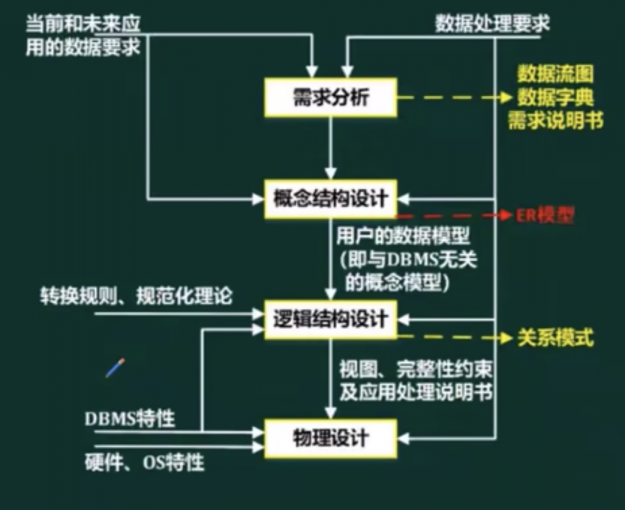 当前和未来应
用的数据要求
数据处理要求
需求分析
数据流图
数据字典
需求说明书
概念结构设计
ER模型
用户的数据模型
(即与DBMS无关
的概念模型)
转换规则、规范化理论
逻辑结构设计
关系模式
视图、完整性约束
及应用处理说明书
DBMS特性
物理设计
硬件、OS特性